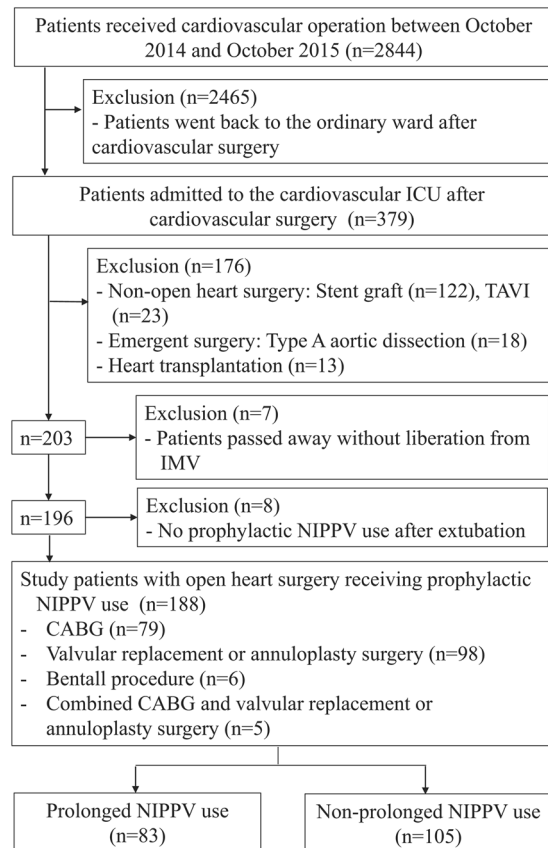 Patients received cardiovascular operation between October
2014 and October 2015 (n=2844)
Exclusion (n=2465)
- Patients went back to the ordinary ward after
cardiovascular surgery
Patients admitted to the cardiovascular ICU after
cardiovascular surgery (n=379)
Exclusion (n=176)
- Non-open heart surgery: Stent graft (n=122), TAVI
(n=23)
- Emergent surgery: Type A aortic dissection (n=18)
- Heart transplantation (n=13)
n=203
Exclusion (n=7)
- Patients passed away without liberation from
IMV
n=196
Exclusion (n=8)
- No prophylactic NIPPV use after extubation
Study patients with open heart surgery receiving prophylactic
NIPPV use (n=188)
- CABG (n=79)
- Valvular replacement or annuloplasty surgery (n=98)
- Bentall procedure (n=6)
- Combined CABG and valvular replacement or
annuloplasty surgery (n=5)
Prolonged NIPPV use
(n=83)
Non-prolonged NIPPV use
(n=105)